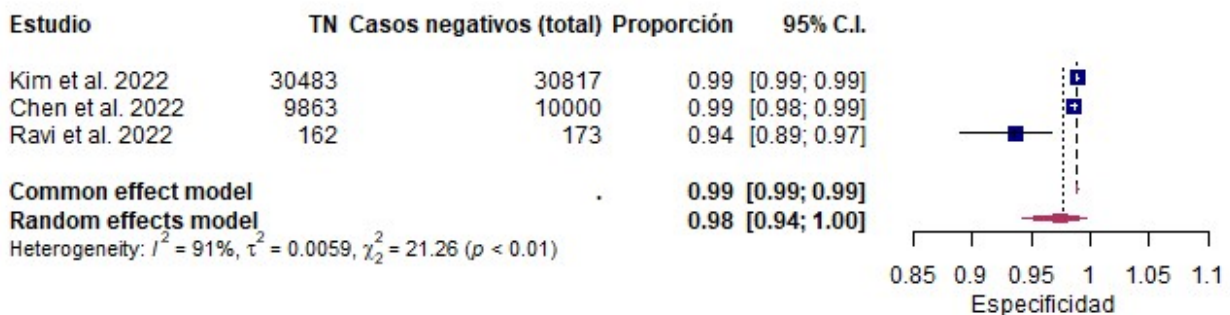 Estudio TN Casos negativos (total) Proporción 95% C.I.
Kim et al. 2022 30483 30817 0.99 [0.99; 0.99]
Chen et al. 2022 9863 10000 0.99 [0.98; 0.99]
Ravi et al. 2022 162 173 0.94 [0.89; 0.97]
Common effect model . 0.99 [0.99; 0.99]
Random effects model 0.98 [0.94; 1.00]
Heterogeneity: I² = 91%, τ² = 0.0059, χ²₂ = 21.26 (p < 0.01)
0.85 0.9 0.95 1 1.05 1.1
Especificidad